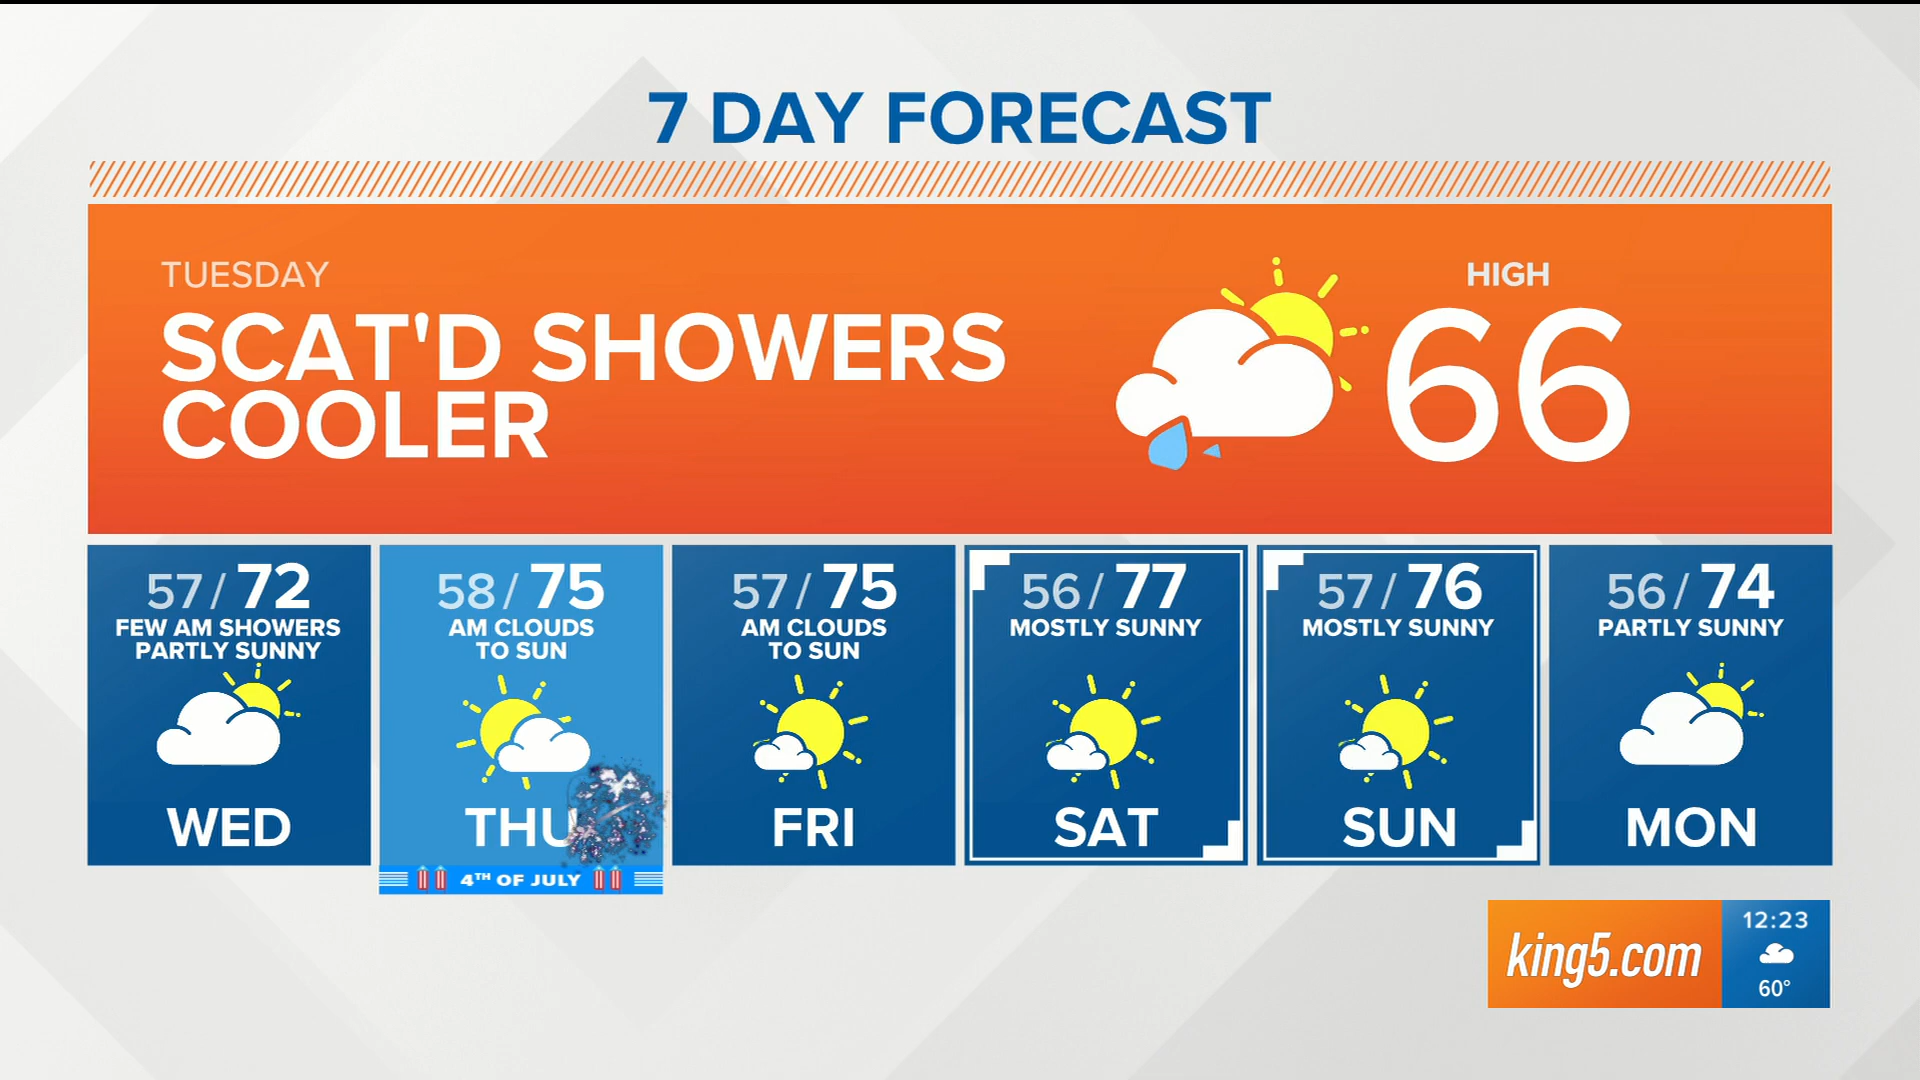 7 DAY FORECAST
TUESDAY
SCAT'D SHOWERS
COOLER
HIGH
66
57/72
FEW AM SHOWERS
PARTLY SUNNY
WED
58/75
AM CLOUDS
TO SUN
THU
4TH OF JULY
57/75
AM CLOUDS
TO SUN
FRI
56/77
MOSTLY SUNNY
SAT
57/76
MOSTLY SUNNY
SUN
56/74
PARTLY SUNNY
MON
king5.com
12:23
60°